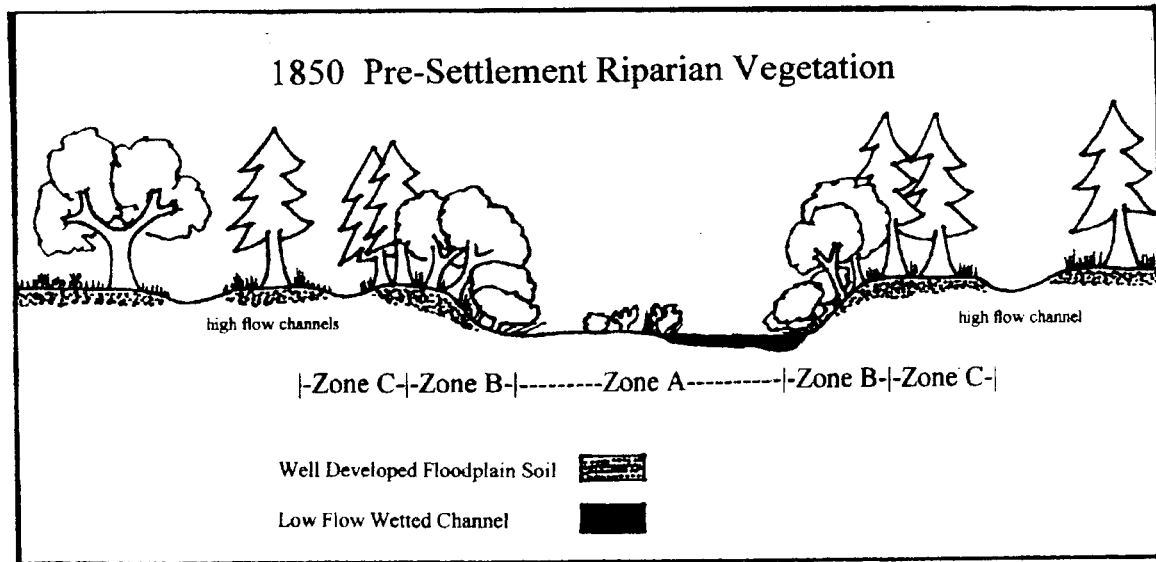 1850 Pre-Settlement Riparian Vegetation
high flow channels
high flow channel
|-Zone C-|-Zone B-|---------Zone A----------|-Zone B-|-Zone C-|
Well Developed Floodplain Soil
Low Flow Wetted Channel